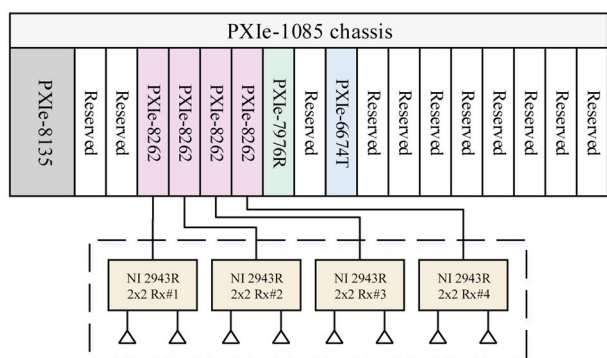 PXIe-1085 chassis
PXIe-8135
Reserved
Reserved
PXIe-8262
PXIe-8262
PXIe-8262
PXIe-8262
PXIe-7976R
Reserved
PXIe-6674T
Reserved
Reserved
Reserved
Reserved
Reserved
Reserved
Reserved
Reserved
NI 2943R
2x2 Rx#1
NI 2943R
2x2 Rx#2
NI 2943R
2x2 Rx#3
NI 2943R
2x2 Rx#4